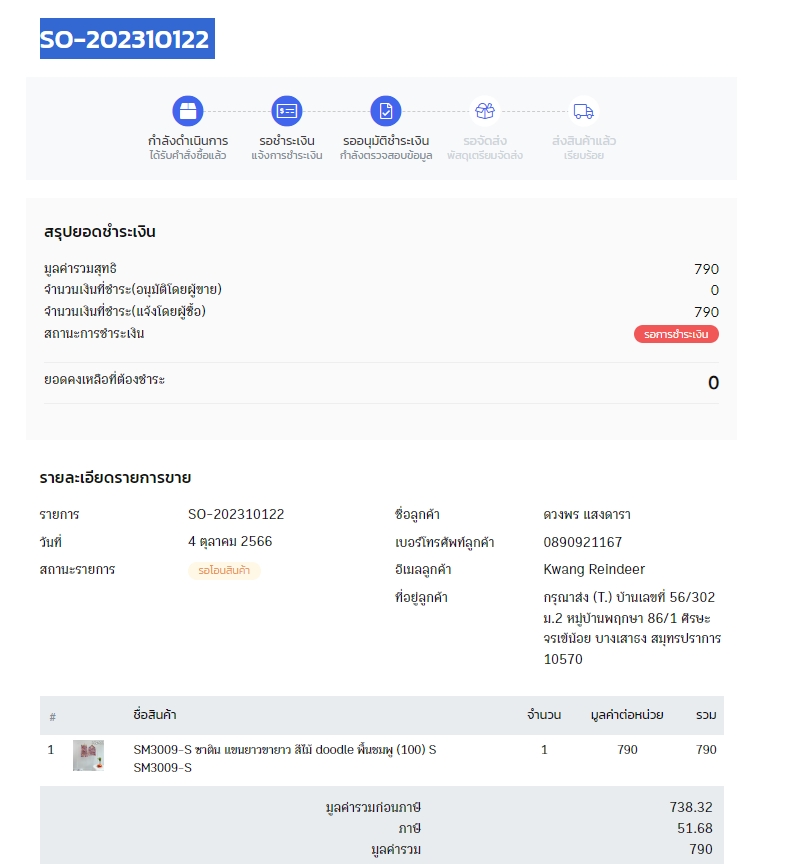 SO-202310122
กำลังดำเนินการ
ได้รับคำสั่งซื้อแล้ว
รอชำระเงิน
แจ้งการชำระเงิน
รออนุมัติชำระเงิน
กำลังตรวจสอบข้อมูล
รอจัดส่ง
พัสดุเตรียมจัดส่ง
ส่งสินค้าแล้ว
เรียบร้อย
สรุปยอดชำระเงิน
มูลค่ารวมสุทธิ 790
จำนวนเงินที่ชำระ(อนุมัติโดยผู้ขาย) 0
จำนวนเงินที่ชำระ(แจ้งโดยผู้ซื้อ) 790
สถานะการชำระเงิน รอการชำระเงิน
ยอดคงเหลือที่ต้องชำระ 0
รายละเอียดรายการขาย
รายการ SO-202310122
วันที่ 4 ตุลาคม 2566
สถานะรายการ รอโอนสินค้า
ชื่อลูกค้า ดวงพร แสงดารา
เบอร์โทรศัพท์ลูกค้า 0890921167
อีเมลลูกค้า Kwang Reindeer
ที่อยู่ลูกค้า กรุณาส่ง (T.) บ้านเลขที่ 56/302
ม.2 หมู่บ้านพฤกษา 86/1 ศีรษะ
จรเข้น้อย บางเสาธง สมุทรปราการ
10570
# ชื่อสินค้า จำนวน มูลค่าต่อหน่วย รวม
1 SM3009-S ซาติน แขนยาวขายาว สีไม้ doodle พื้นชมพู (100) S 1 790 790
SM3009-S
มูลค่ารวมก่อนภาษี 738.32
ภาษี 51.68
มูลค่ารวม 790